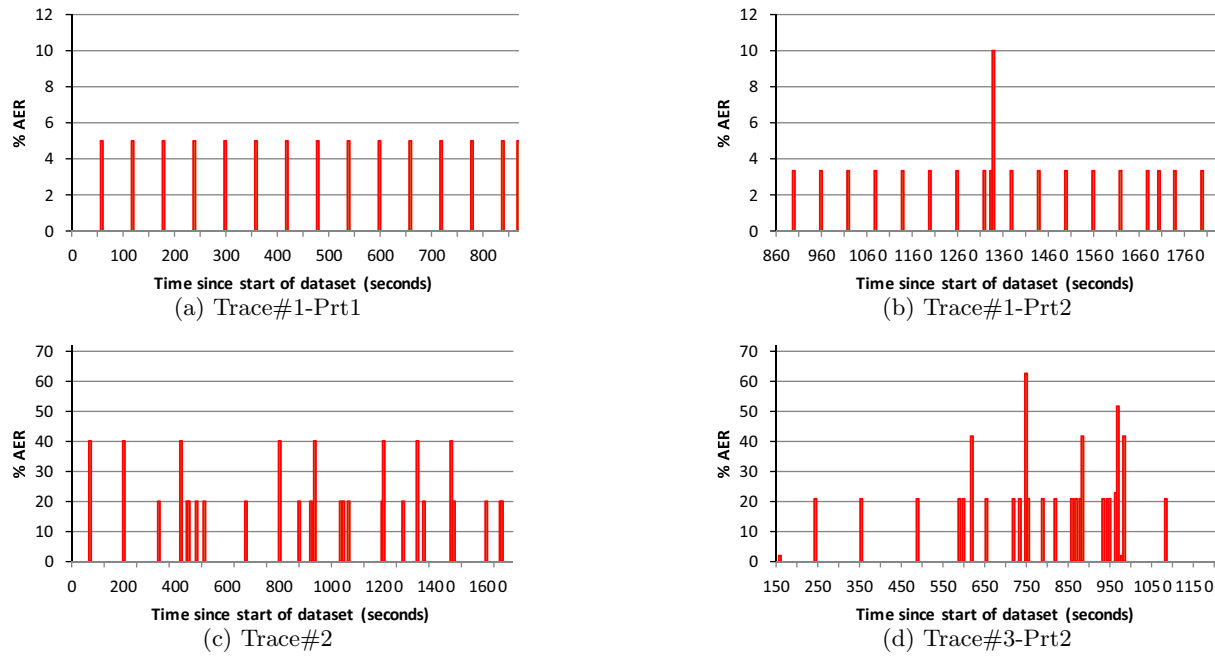 12
10
8
6
4
2
0
% AER
0 100 200 300 400 500 600 700 800
Time since start of dataset (seconds)
(a) Trace#1-Prt1
12
10
8
6
4
2
0
% AER
860 960 1060 1160 1260 1360 1460 1560 1660 1760
Time since start of dataset (seconds)
(b) Trace#1-Prt2
70
60
50
40
30
20
10
0
% AER
0 200 400 600 800 1000 1200 1400 1600
Time since start of dataset (seconds)
(c) Trace#2
70
60
50
40
30
20
10
0
% AER
150 250 350 450 550 650 750 850 950 1050 1150
Time since start of dataset (seconds)
(d) Trace#3-Prt2